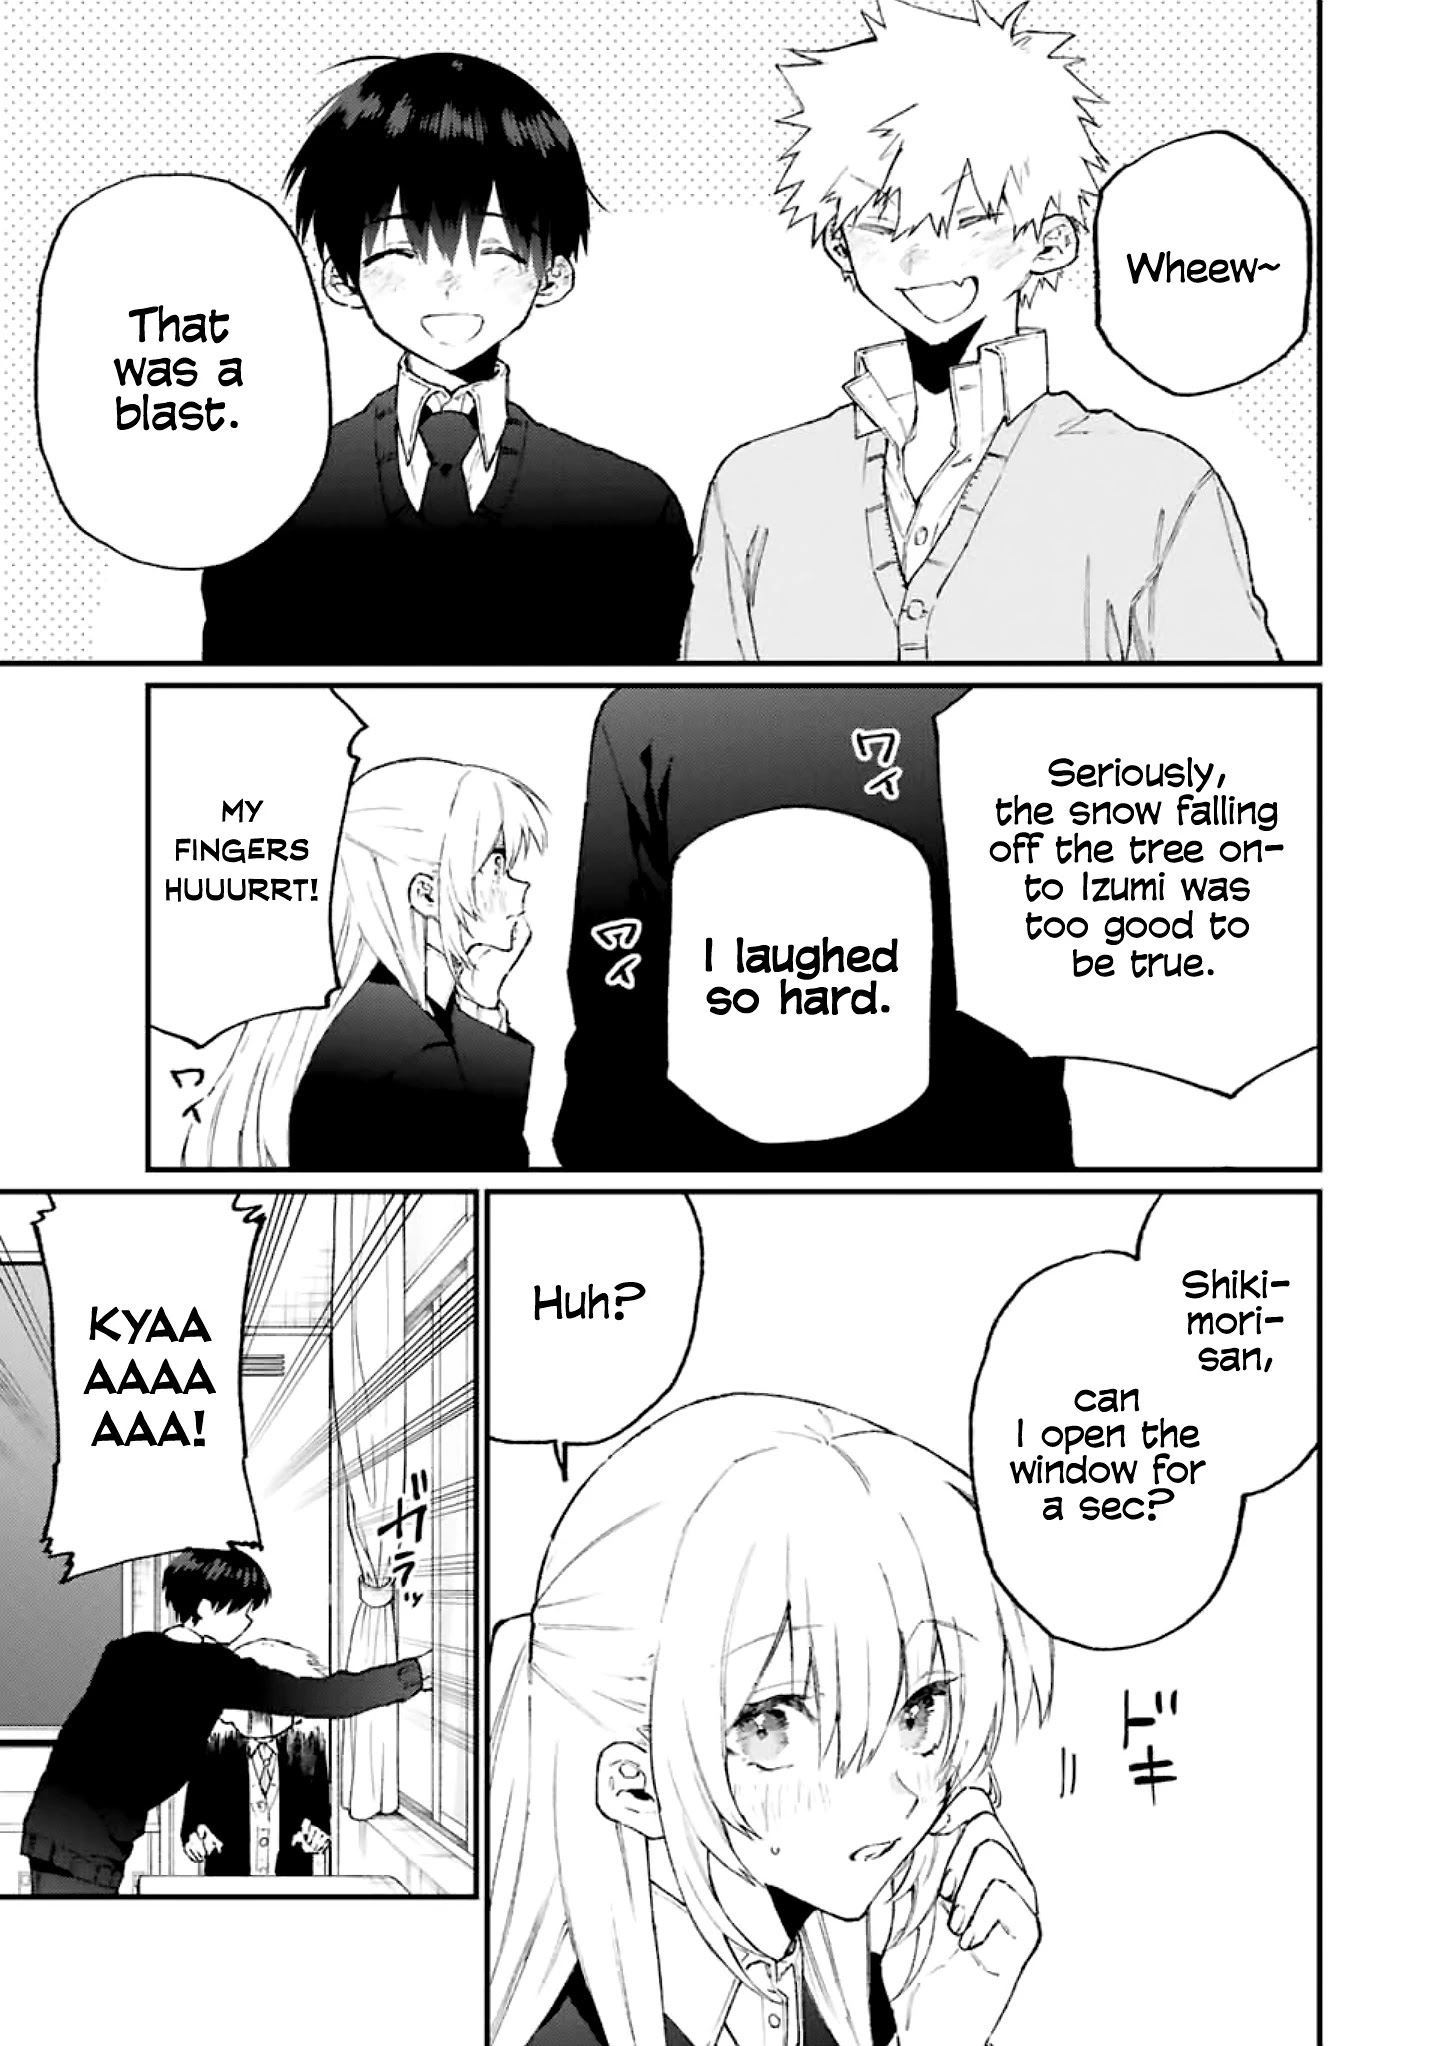 Wheew~
That
was a
blast.
Seriously,
the snow falling
off the tree on-
to Izumi was
too good to
be true.
ワイ
I laughed
so hard.
ワイ
MY
FINGERS
HUUURRT!
ワイ
Shiki-
mori-
san,
can
I open the
window for
a sec?
Huh?
ドキ
KYAA
AAAA
AAA!
ガラッ